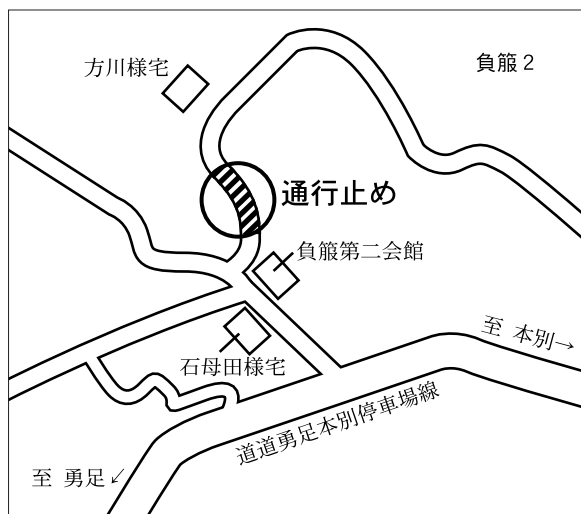 方川様宅
負箙２
通行止め
負箙第二会館
至 本別→
石母田様宅
道道勇足本別停車場線
至 勇足↙